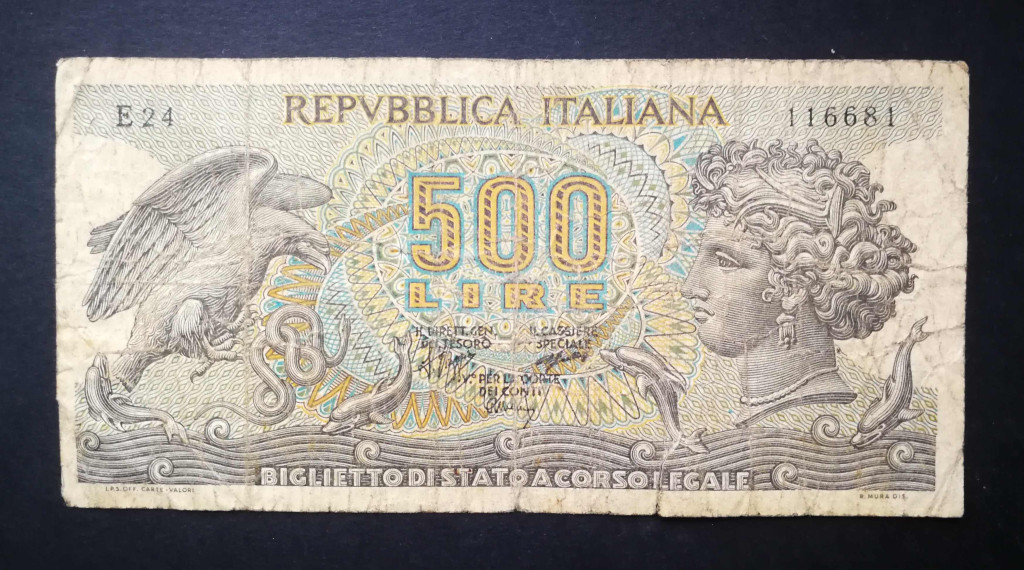 REPVBBLICA ITALIANA
E24
116681
500
LIRE
IL DIRETT. GEN. IL CASSIERE
DEL TESORO SPECIALE
V. PER LA CORTE
DEI CONTI
BIGLIETTO DI STATO A CORSO LEGALE
I.P.S. OFF. CARTE-VALORI
R. MURA DIS.